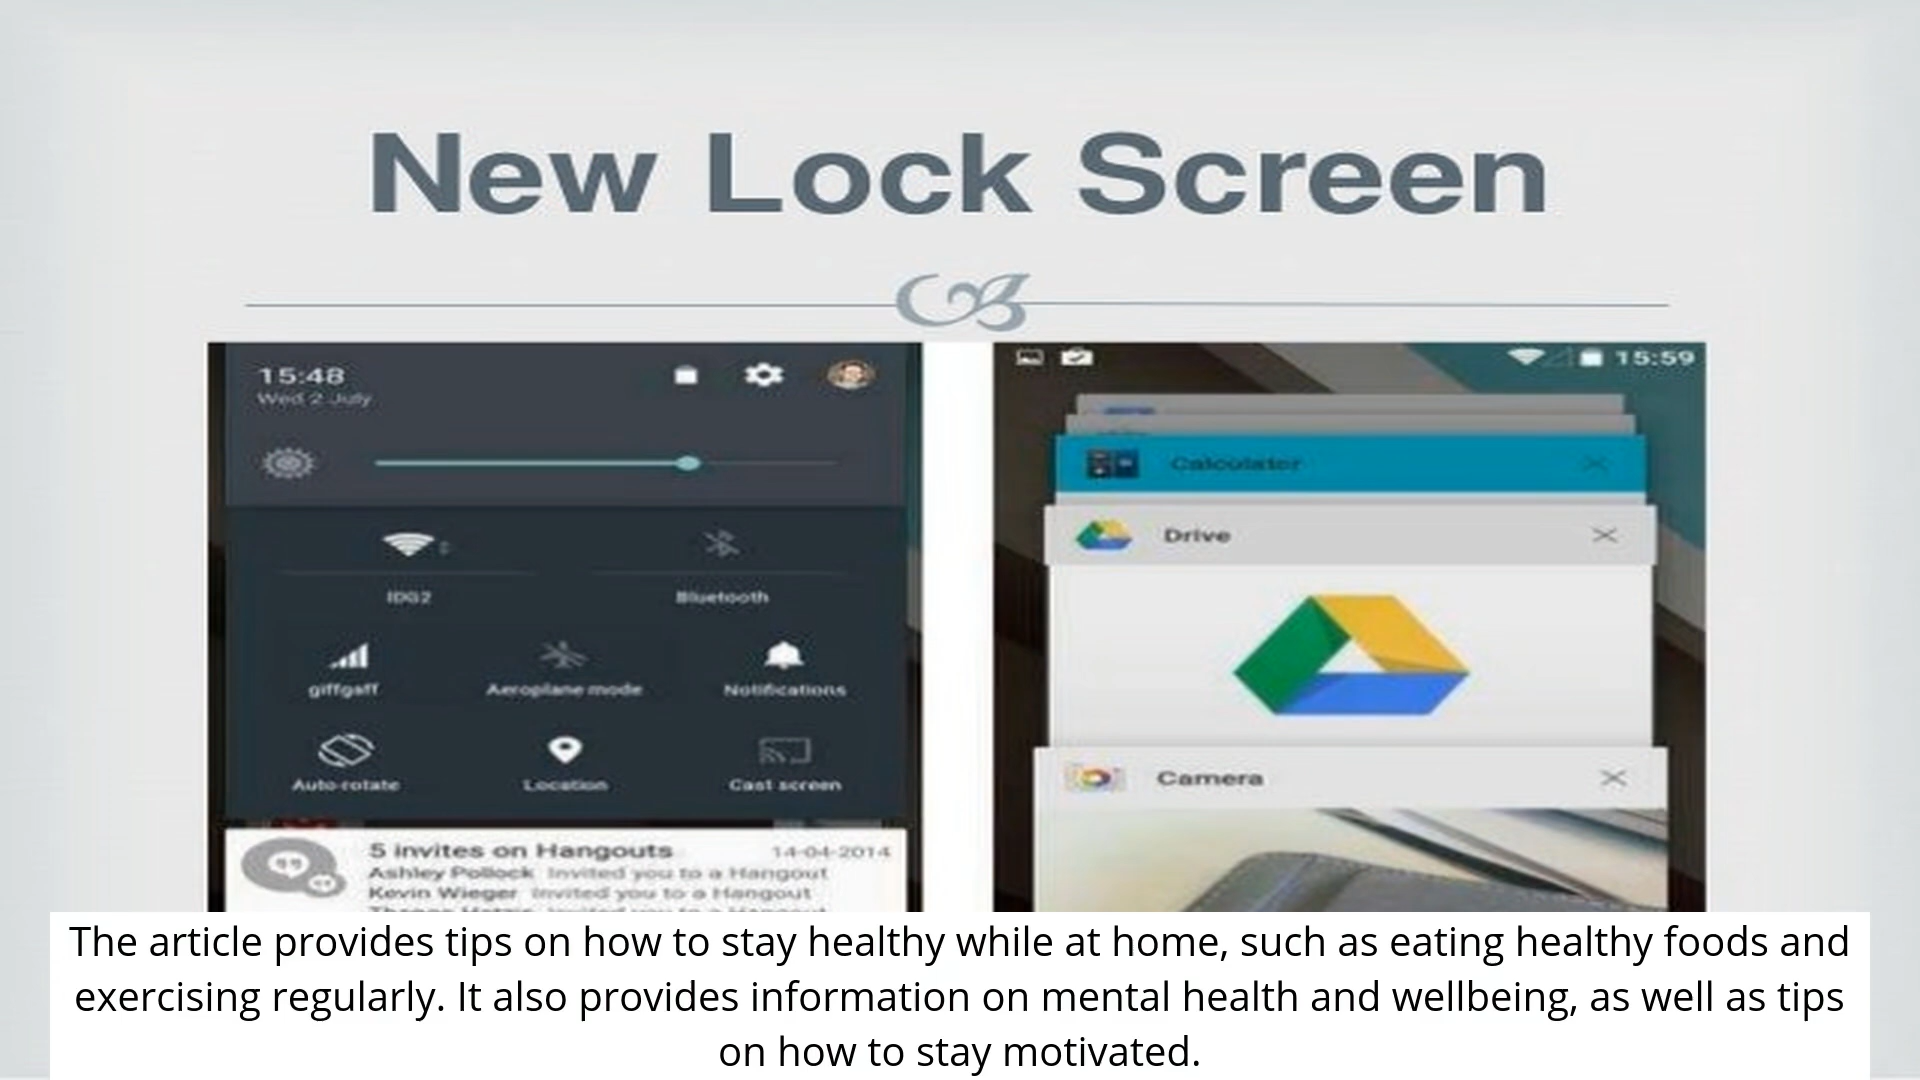 New Lock Screen
15:48
Wed 2 July
IDG2
Bluetooth
giffgaff
Aeroplane mode
Notifications
Auto-rotate
Location
Cast screen
5 invites on Hangouts 14-04-2014
Ashley Pollock Invited you to a Hangout
Kevin Wieger Invited you to a Hangout
15:59
Calculator
Drive
Camera
The article provides tips on how to stay healthy while at home, such as eating healthy foods and
exercising regularly. It also provides information on mental health and wellbeing, as well as tips
on how to stay motivated.